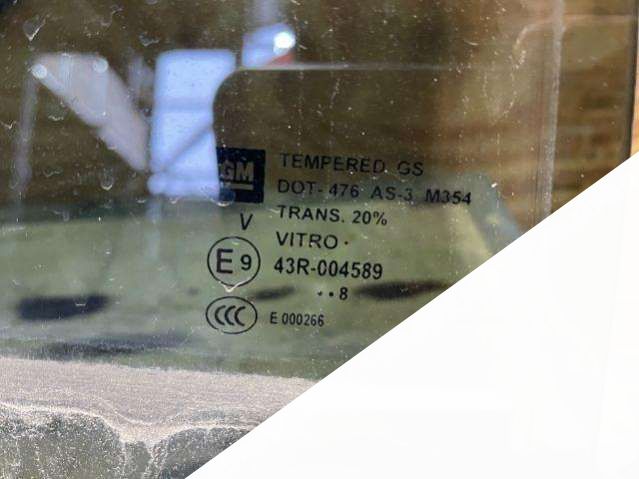 GM
TEMPERED GS
DOT-476 AS-3 M354
TRANS. 20%
V
VITRO ·
E9
43R-004589
··8
CCC
E 000266